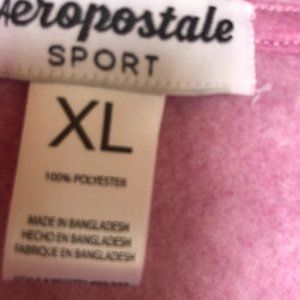 Aeropostale
SPORT
XL
100% POLYESTER
MADE IN BANGLADESH
HECHO EN BANGLADESH
FABRIQUE EN BANGLADESH